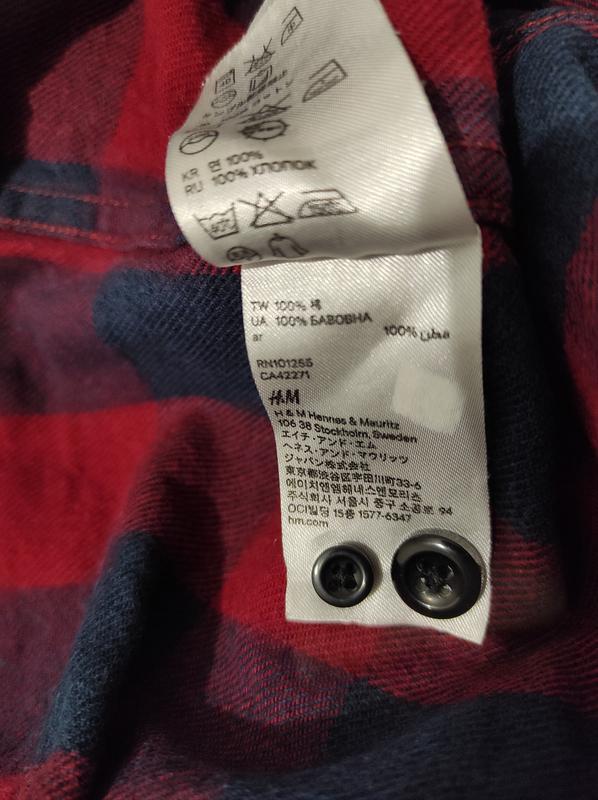 KR 면 100%
RU 100% ХЛОПОК
TW 100% 棉
UA 100% БАВОВНА
ar 100% قطن
RN101255
CA42271
H&M
H & M Hennes & Mauritz
106 38 Stockholm, Sweden
エイチ・アンド・エム
ヘネス・アンド・マウリッツ
ジャパン株式会社
東京都渋谷区宇田川町33-6
에이치엔엠헤네스앤모리츠
주식회사 서울시 중구 소공로 94
OCI빌딩 15층 1577-6347
hm.com